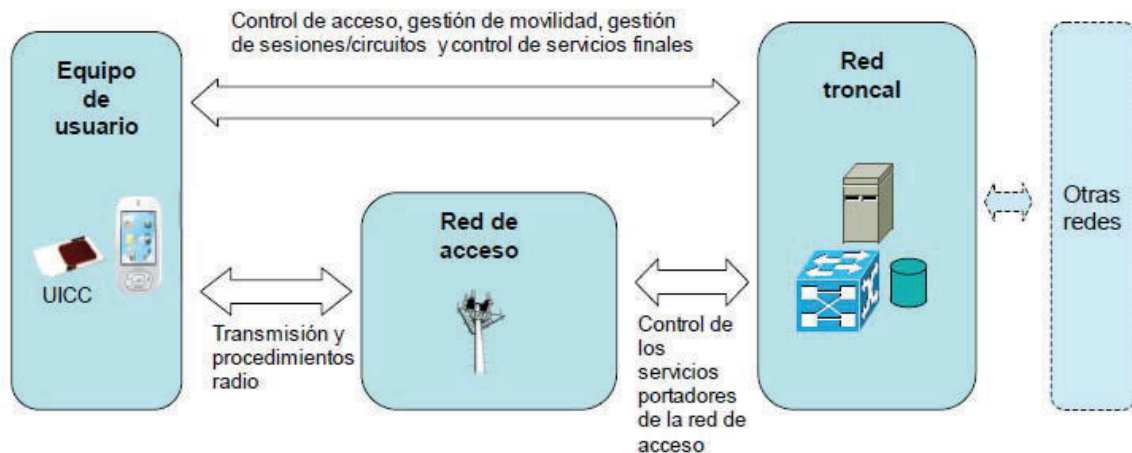 Control de acceso, gestión de movilidad, gestión
de sesiones/circuitos y control de servicios finales
Equipo
de
usuario
Red
troncal
Red de
acceso
Otras
redes
UICC
Transmisión y
procedimientos
radio
Control de
los
servicios
portadores
de la red de
acceso